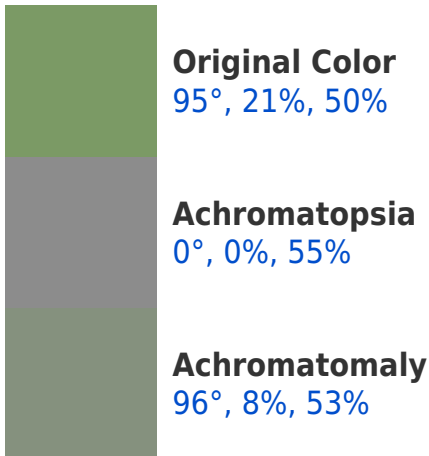 Original Color
95°, 21%, 50%
Achromatopsia
0°, 0%, 55%
Achromatomaly
96°, 8%, 53%